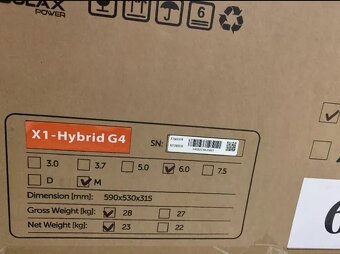 POWER
6
X1-Hybrid G4
SN:
3.0 3.7 5.0 6.0 7.5
D M
Dimension [mm] 590x530x315
Gross Weight [kg] 28 27
Net Weight [kg] 23 22